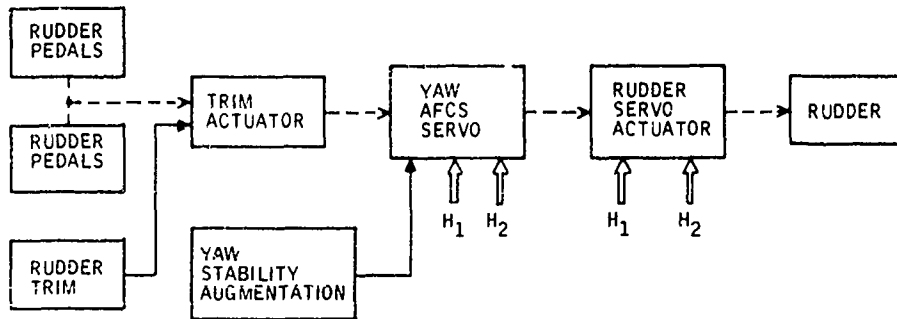 RUDDER
PEDALS
RUDDER
PEDALS
RUDDER
TRIM
TRIM
ACTUATOR
YAW
STABILITY
AUGMENTATION
YAW
AFCS
SERVO
H1 H2
RUDDER
SERVO
ACTUATOR
H1 H2
RUDDER